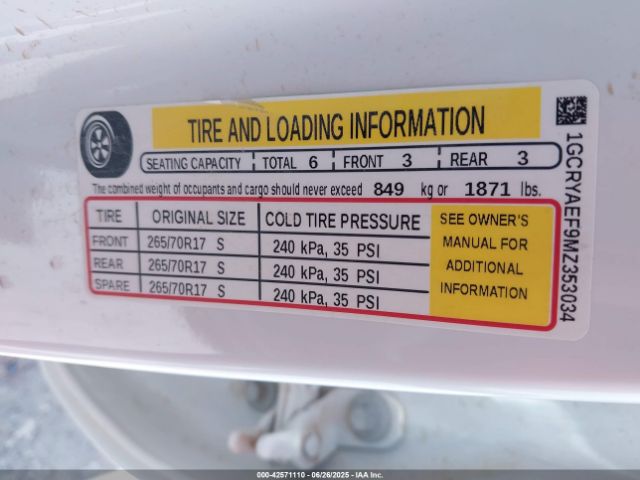 TIRE AND LOADING INFORMATION
SEATING CAPACITY TOTAL 6 FRONT 3 REAR 3
The combined weight of occupants and cargo should never exceed 849 kg or 1871 lbs.
TIRE ORIGINAL SIZE COLD TIRE PRESSURE
FRONT 265/70R17 S 240 kPa, 35 PSI
REAR 265/70R17 S 240 kPa, 35 PSI
SPARE 265/70R17 S 240 kPa, 35 PSI
SEE OWNER'S
MANUAL FOR
ADDITIONAL
INFORMATION
1GCRYAEF9MZ353034
000-42571110 - 06/26/2025 - IAA Inc.